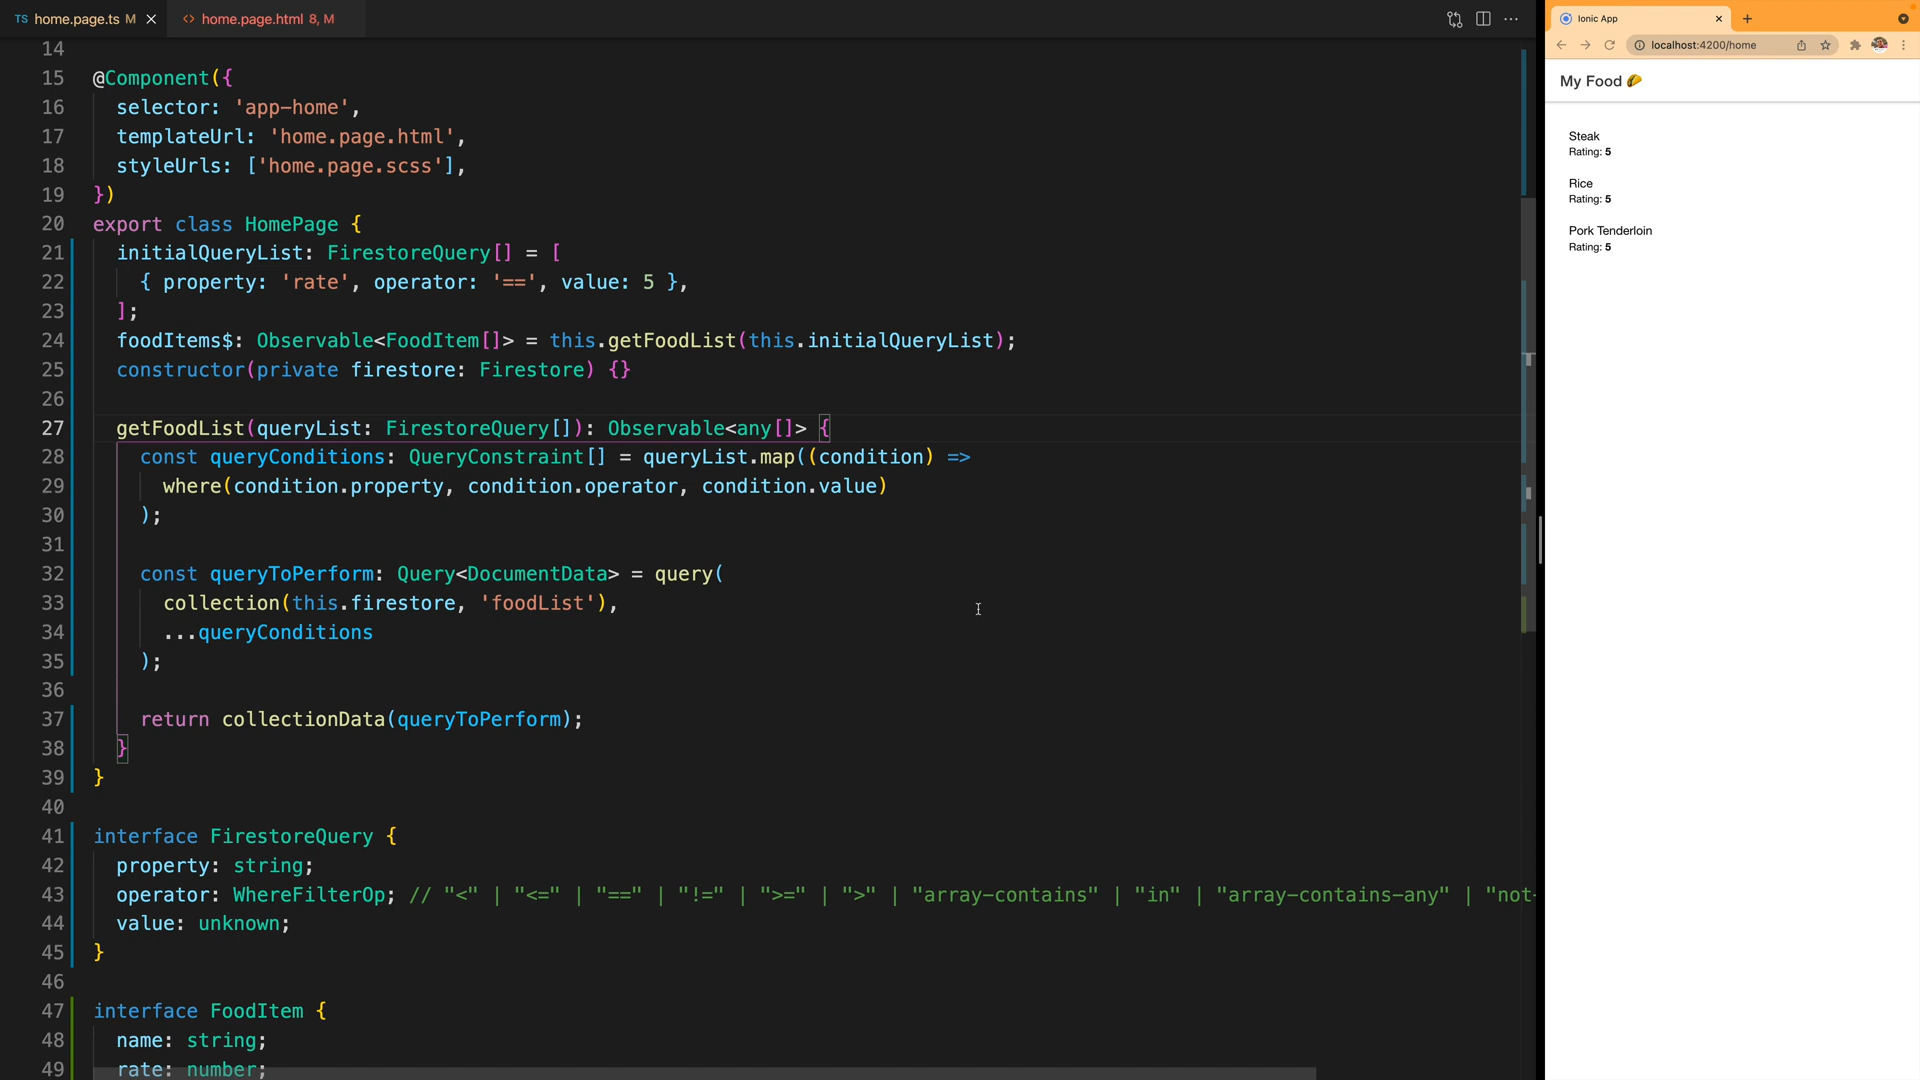 TS home.page.ts M
<> home.page.html 8, M
14
15 @Component({
16 selector: 'app-home',
17 templateUrl: 'home.page.html',
18 styleUrls: ['home.page.scss'],
19 })
20 export class HomePage {
21 initialQueryList: FirestoreQuery[] = [
22 { property: 'rate', operator: '==', value: 5 },
23 ];
24 foodItems$: Observable<FoodItem[]> = this.getFoodList(this.initialQueryList);
25 constructor(private firestore: Firestore) {}
26
27 getFoodList(queryList: FirestoreQuery[]): Observable<any[]> {
28 const queryConditions: QueryConstraint[] = queryList.map((condition) =>
29 where(condition.property, condition.operator, condition.value)
30 );
31
32 const queryToPerform: Query<DocumentData> = query(
33 collection(this.firestore, 'foodList'),
34 ...queryConditions
35 );
36
37 return collectionData(queryToPerform);
38 }
39 }
40
41 interface FirestoreQuery {
42 property: string;
43 operator: WhereFilterOp; // "<" | "<=" | "==" | "!=" | ">=" | ">" | "array-contains" | "in" | "array-contains-any" | "not-
44 value: unknown;
45 }
46
47 interface FoodItem {
48 name: string;
49 rate: number;
Ionic App
localhost:4200/home
My Food 🌮
Steak
Rating: 5
Rice
Rating: 5
Pork Tenderloin
Rating: 5